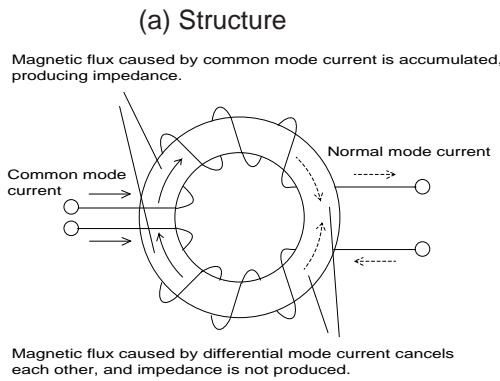 (a) Structure
Magnetic flux caused by common mode current is accumulated,
producing impedance.
Normal mode current
Common mode
current
Magnetic flux caused by differential mode current cancels
each other, and impedance is not produced.